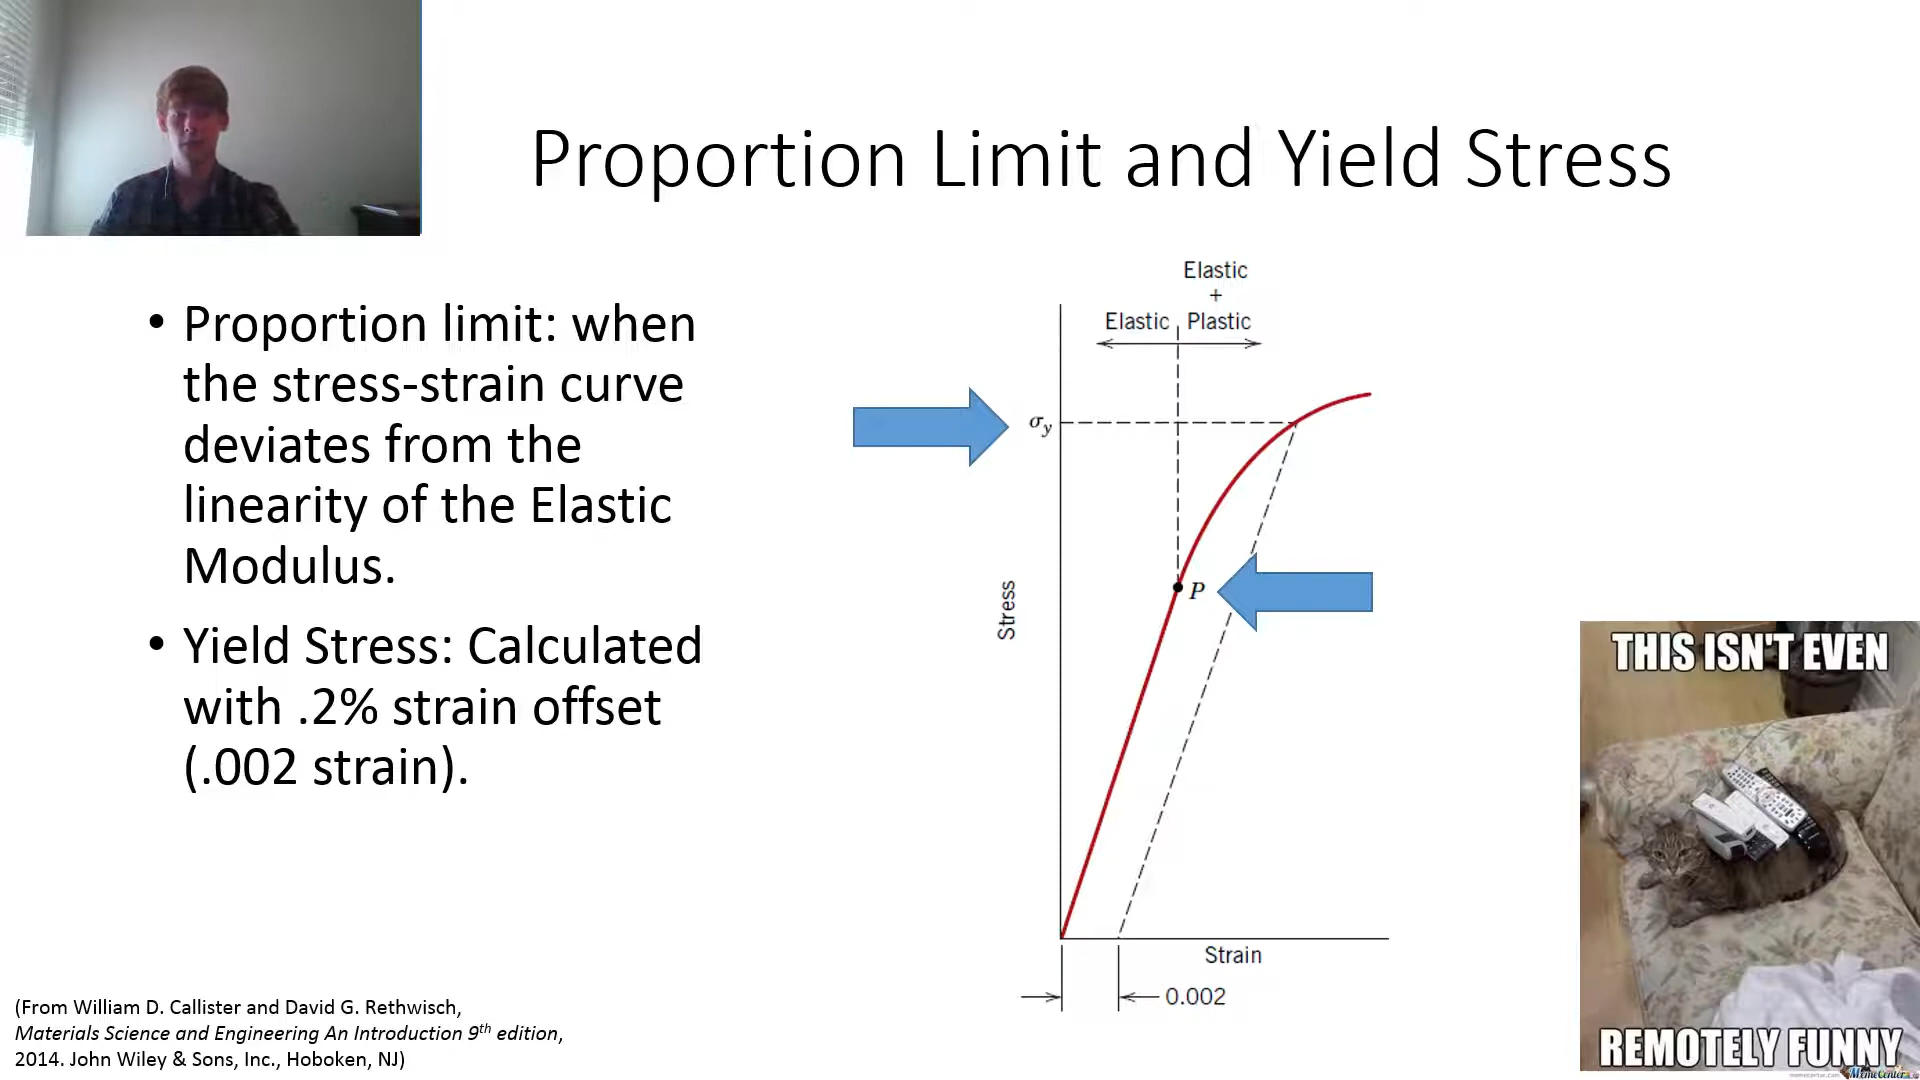 Proportion Limit and Yield Stress
• Proportion limit: when
the stress-strain curve
deviates from the
linearity of the Elastic
Modulus.
• Yield Stress: Calculated
with .2% strain offset
(.002 strain).
Elastic
+
Elastic Plastic
σy
P
Stress
Strain
0.002
THIS ISN'T EVEN
REMOTELY FUNNY
MemeCenter
(From William D. Callister and David G. Rethwisch,
Materials Science and Engineering An Introduction 9th edition,
2014. John Wiley & Sons, Inc., Hoboken, NJ)